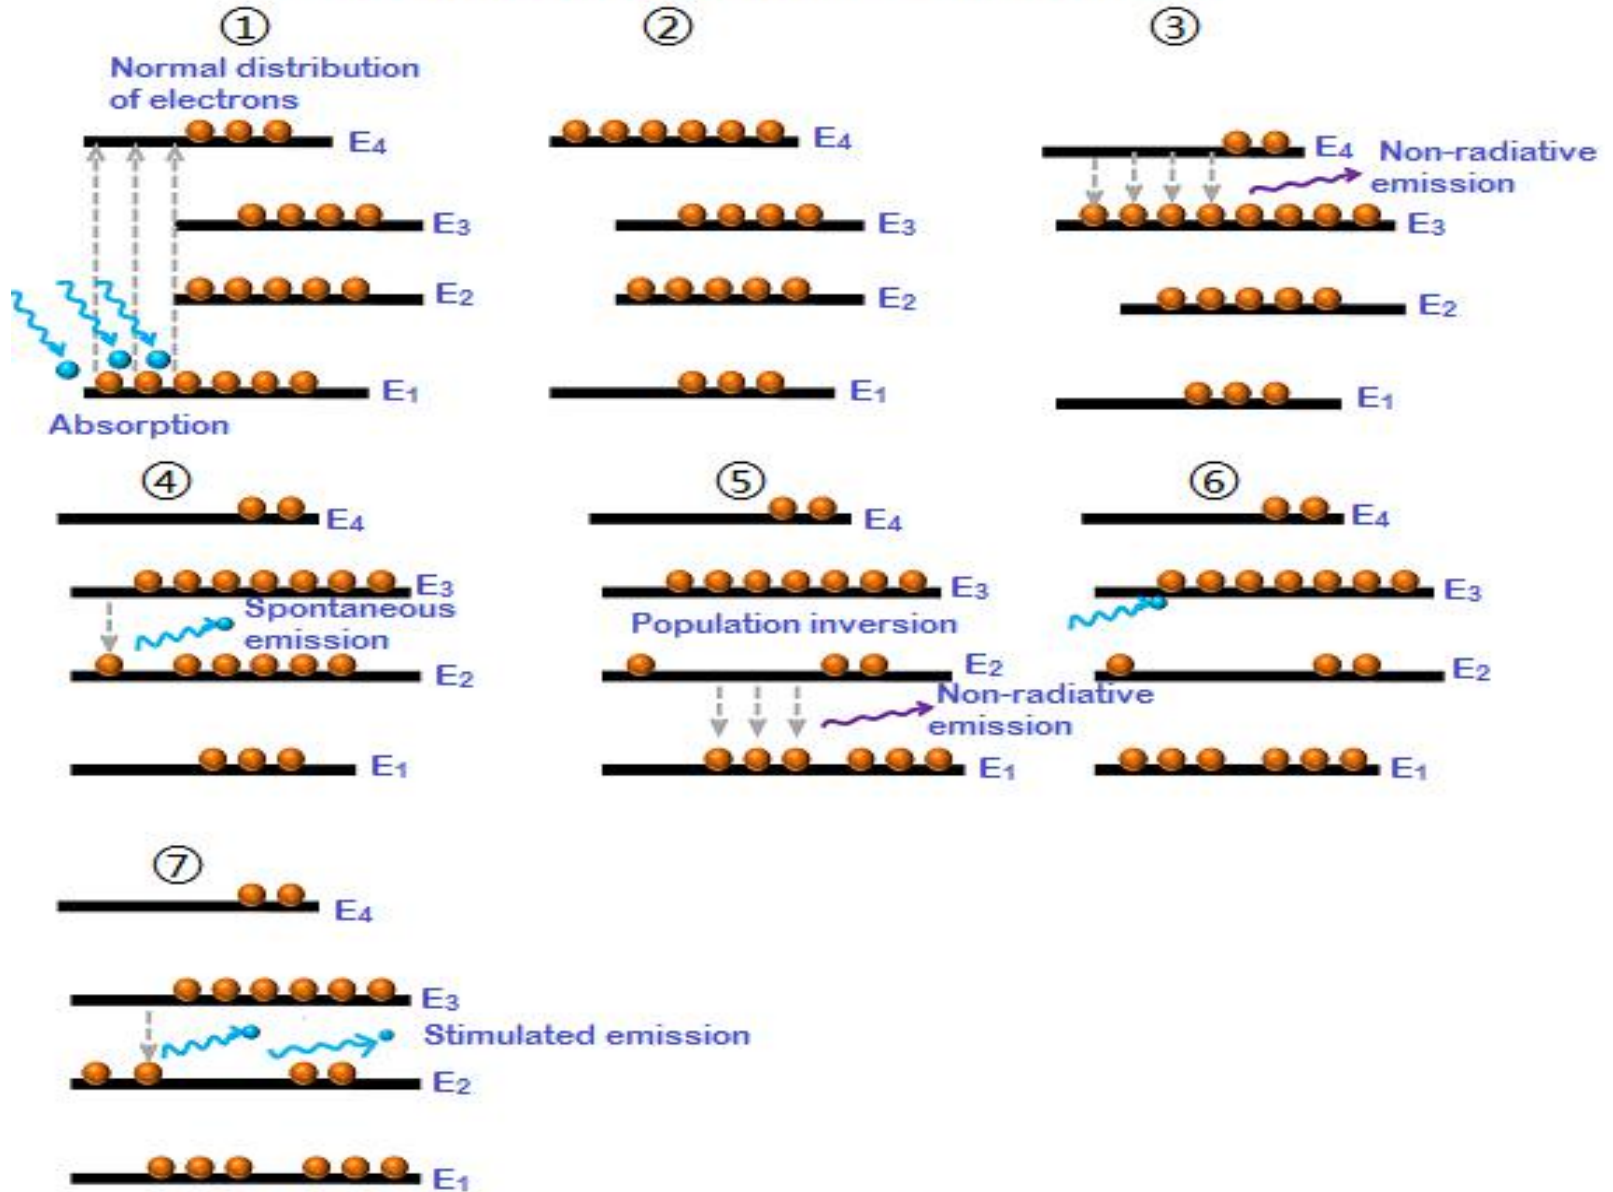 ①
Normal distribution
of electrons
E₄
E₃
E₂
E₁
Absorption
②
E₄
E₃
E₂
E₁
③
E₄ Non-radiative
emission
E₃
E₂
E₁
④
E₄
E₃
Spontaneous
emission
E₂
E₁
⑤
E₄
E₃
Population inversion
E₂
Non-radiative
emission
E₁
⑥
E₄
E₃
E₂
E₁
⑦
E₄
E₃
Stimulated emission
E₂
E₁